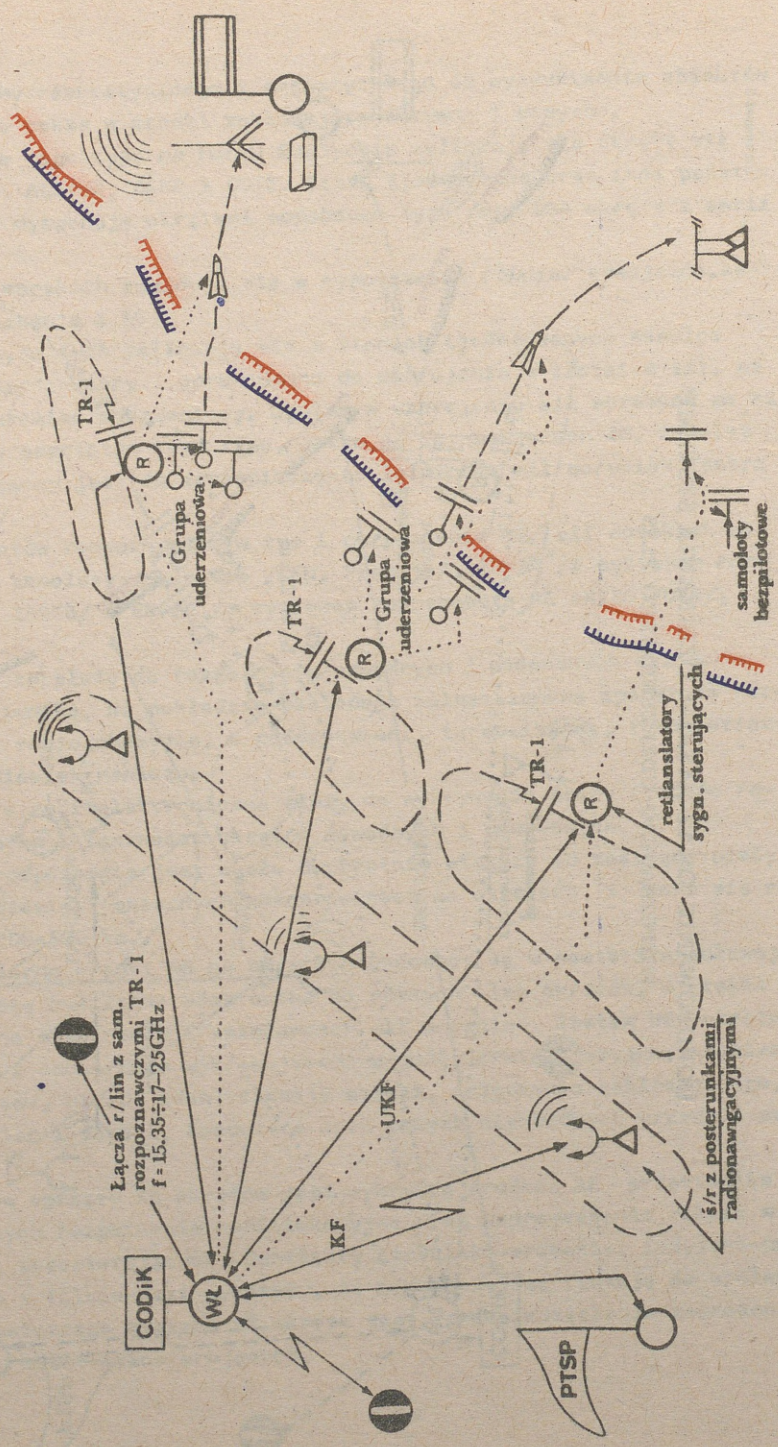 CODiK
WŁ
Łącza r/lin z sam.
rozpoznawczymi TR-1
f = 15.35÷17–25GHz
TR-1
R
Grupa
uderzeniowa
TR-1
R
Grupa
uderzeniowa
TR-1
R
retlanslatory
sygn. sterujących
samoloty
bezpilotowe
UKF
KF
ś/r z posterunkami
radionawigacyjnymi
PTSP